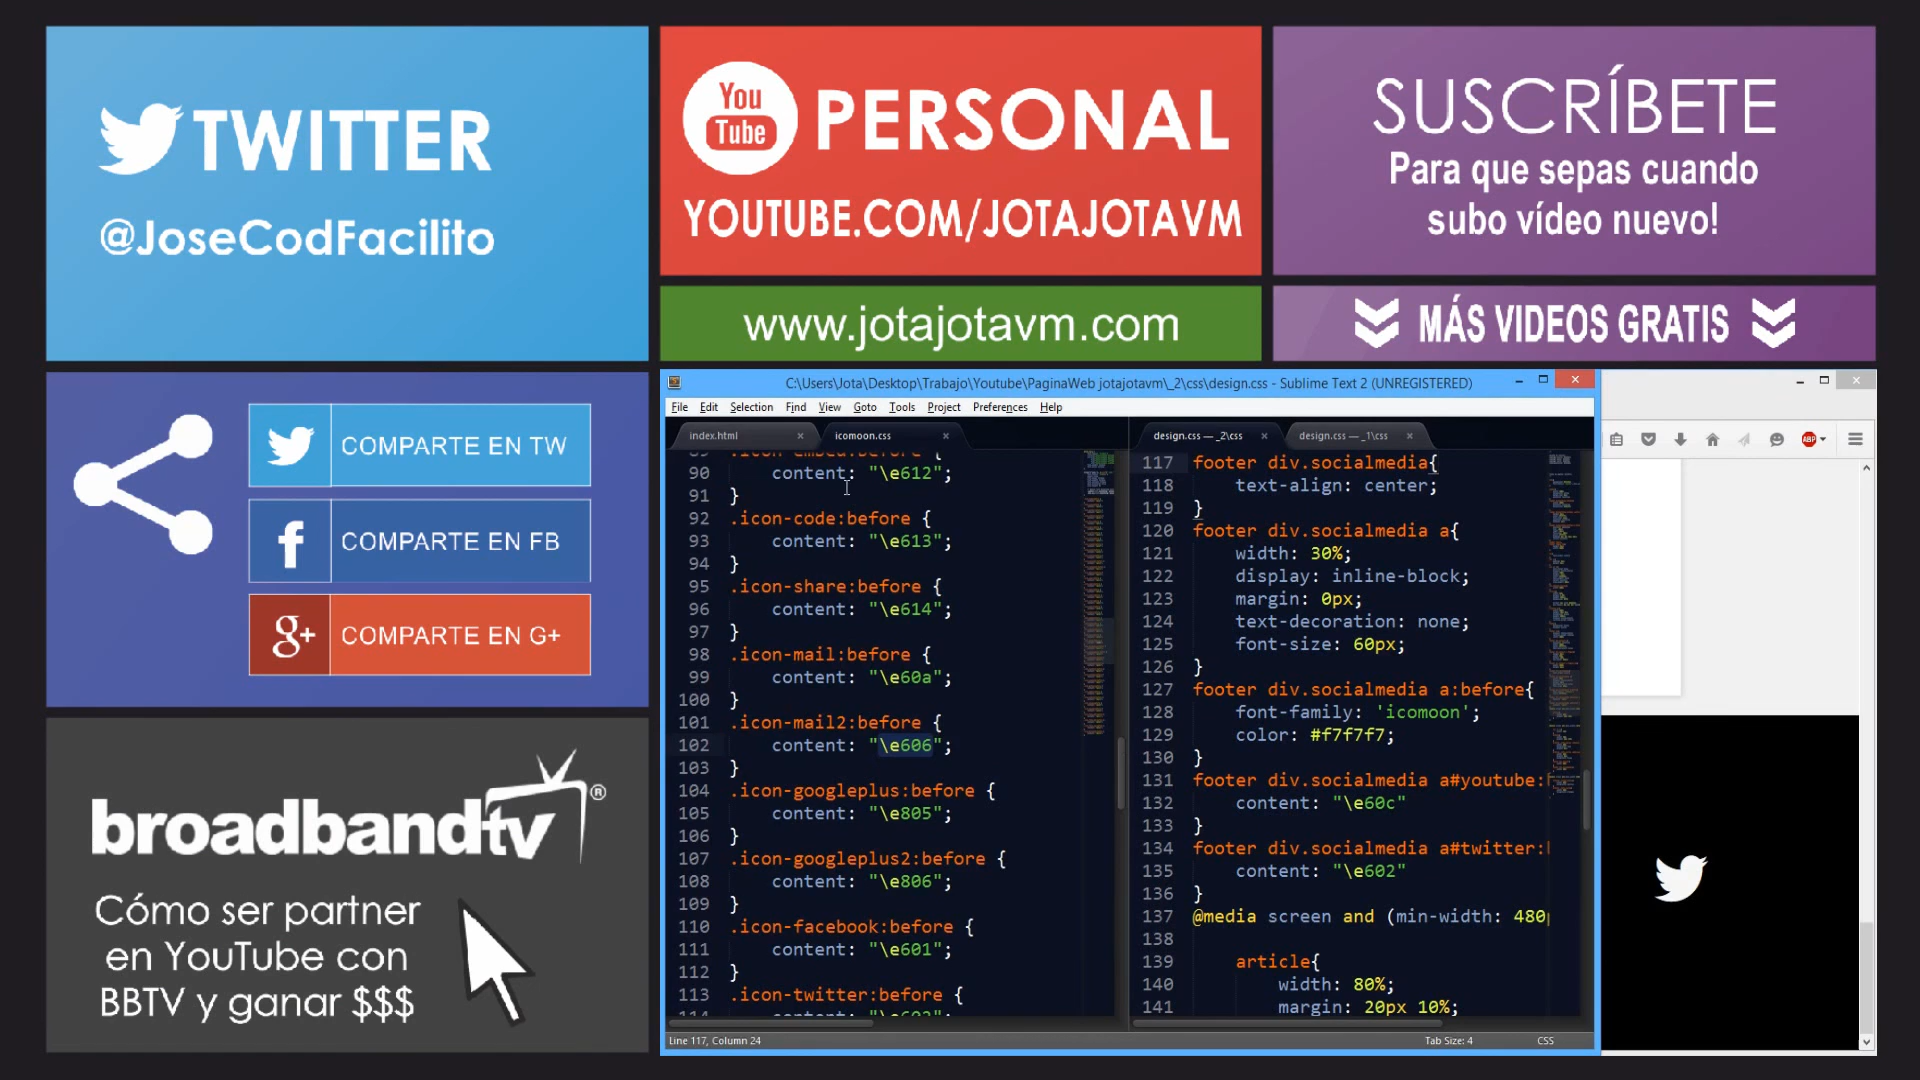 TWITTER
@JoseCodFacilito
You
Tube
PERSONAL
YOUTUBE.COM/JOTAJOTAVM
SUSCRÍBETE
Para que sepas cuando
subo vídeo nuevo!
www.jotajotavm.com
MÁS VIDEOS GRATIS
COMPARTE EN TW
COMPARTE EN FB
g+ COMPARTE EN G+
broadbandtv®
Cómo ser partner
en YouTube con
BBTV y ganar $$$
C:\Users\Jota\Desktop\Trabajo\Youtube\PaginaWeb jotajotavm\_2\css\design.css - Sublime Text 2 (UNREGISTERED)
File Edit Selection Find View Goto Tools Project Preferences Help
index.html
icomoon.css
90 content: "\e612";
91 }
92 .icon-code:before {
93 content: "\e613";
94 }
95 .icon-share:before {
96 content: "\e614";
97 }
98 .icon-mail:before {
99 content: "\e60a";
100 }
101 .icon-mail2:before {
102 content: "\e606";
103 }
104 .icon-googleplus:before {
105 content: "\e805";
106 }
107 .icon-googleplus2:before {
108 content: "\e806";
109 }
110 .icon-facebook:before {
111 content: "\e601";
112 }
113 .icon-twitter:before {
design.css — _2\css
design.css — _1\css
117 footer div.socialmedia{
118 text-align: center;
119 }
120 footer div.socialmedia a{
121 width: 30%;
122 display: inline-block;
123 margin: 0px;
124 text-decoration: none;
125 font-size: 60px;
126 }
127 footer div.socialmedia a:before{
128 font-family: 'icomoon';
129 color: #f7f7f7;
130 }
131 footer div.socialmedia a#youtube:
132 content: "\e60c"
133 }
134 footer div.socialmedia a#twitter:
135 content: "\e602"
136 }
137 @media screen and (min-width: 480
138
139 article{
140 width: 80%;
141 margin: 20px 10%;
Line 117, Column 24
Tab Size: 4
CSS
ABP